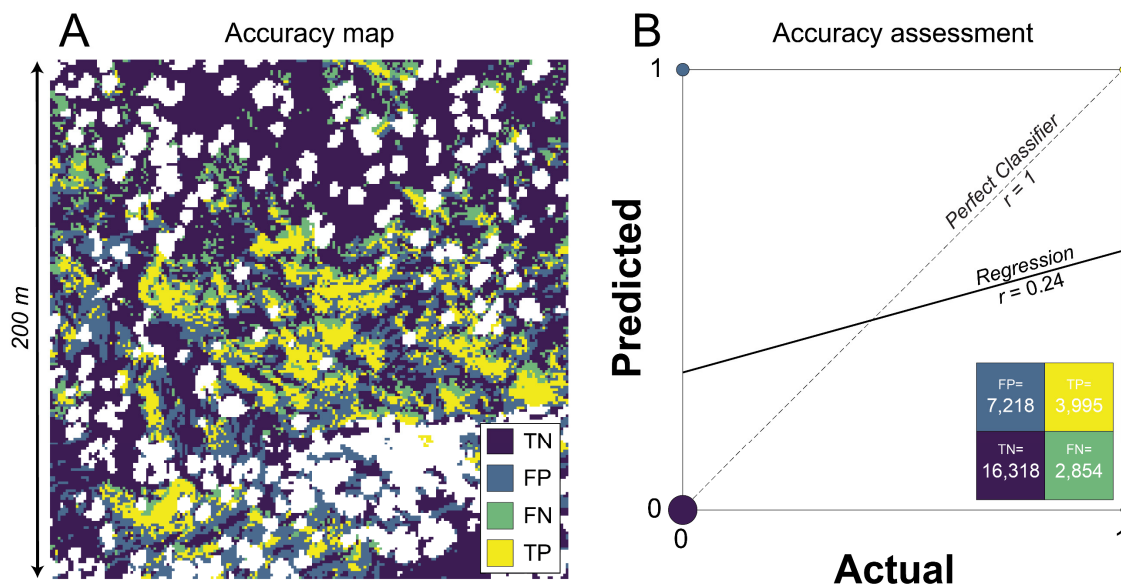 A
Accuracy map
200 m
TN
FP
FN
TP
B
Accuracy assessment
1
Predicted
Perfect Classifier
r = 1
Regression
r = 0.24
FP=
7,218
TP=
3,995
TN=
16,318
FN=
2,854
0
0
1
Actual